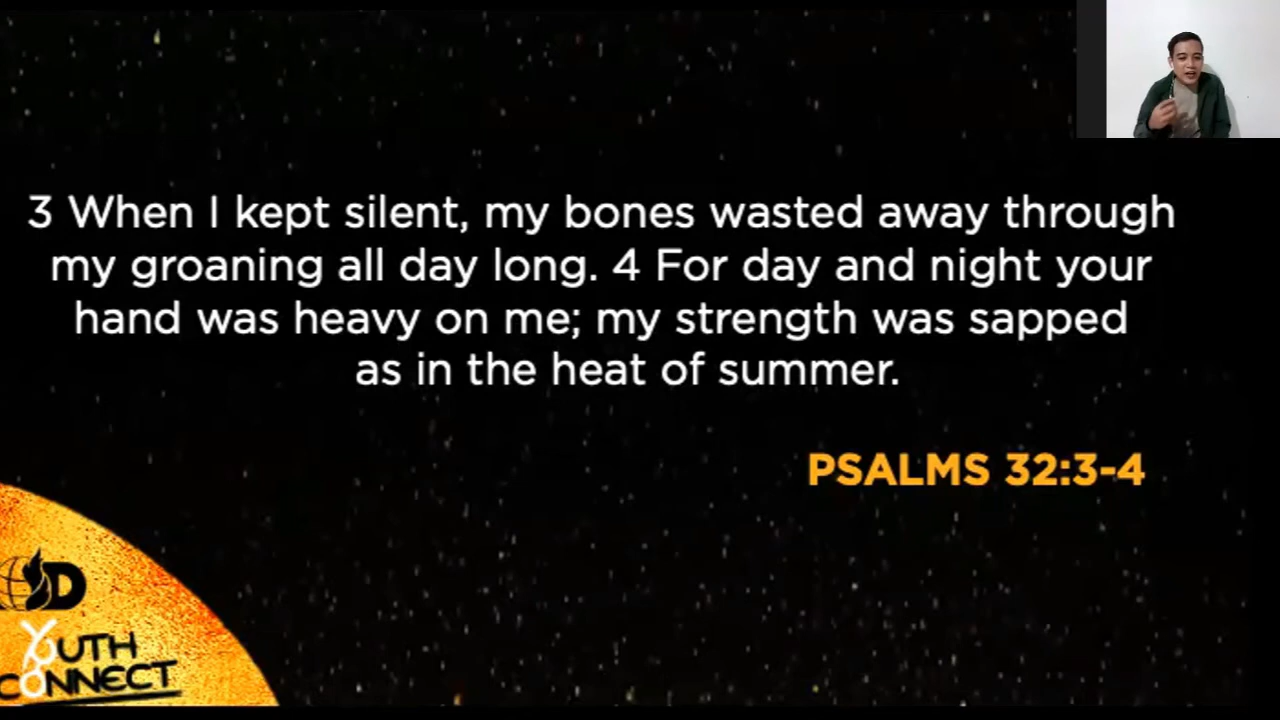 3 When I kept silent, my bones wasted away through
my groaning all day long. 4 For day and night your
hand was heavy on me; my strength was sapped
as in the heat of summer.
PSALMS 32:3-4
D
YOUTH
CONNECT